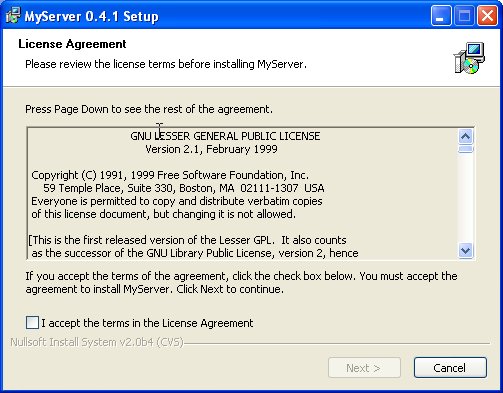 MyServer 0.4.1 Setup
License Agreement
Please review the license terms before installing MyServer.
Press Page Down to see the rest of the agreement.
GNU LESSER GENERAL PUBLIC LICENSE
Version 2.1, February 1999
Copyright (C) 1991, 1999 Free Software Foundation, Inc.
59 Temple Place, Suite 330, Boston, MA  02111-1307  USA
Everyone is permitted to copy and distribute verbatim copies
of this license document, but changing it is not allowed.
[This is the first released version of the Lesser GPL.  It also counts
as the successor of the GNU Library Public License, version 2, hence
If you accept the terms of the agreement, click the check box below. You must accept the
agreement to install MyServer. Click Next to continue.
I accept the terms in the License Agreement
Nullsoft Install System v2.0b4 (CVS)
Next >
Cancel